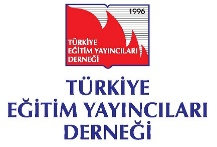 1996
TÜRKİYE
EĞİTİM YAYINCILARI
DERNEĞİ
TÜRKİYE
EĞİTİM YAYINCILARI
DERNEĞİ